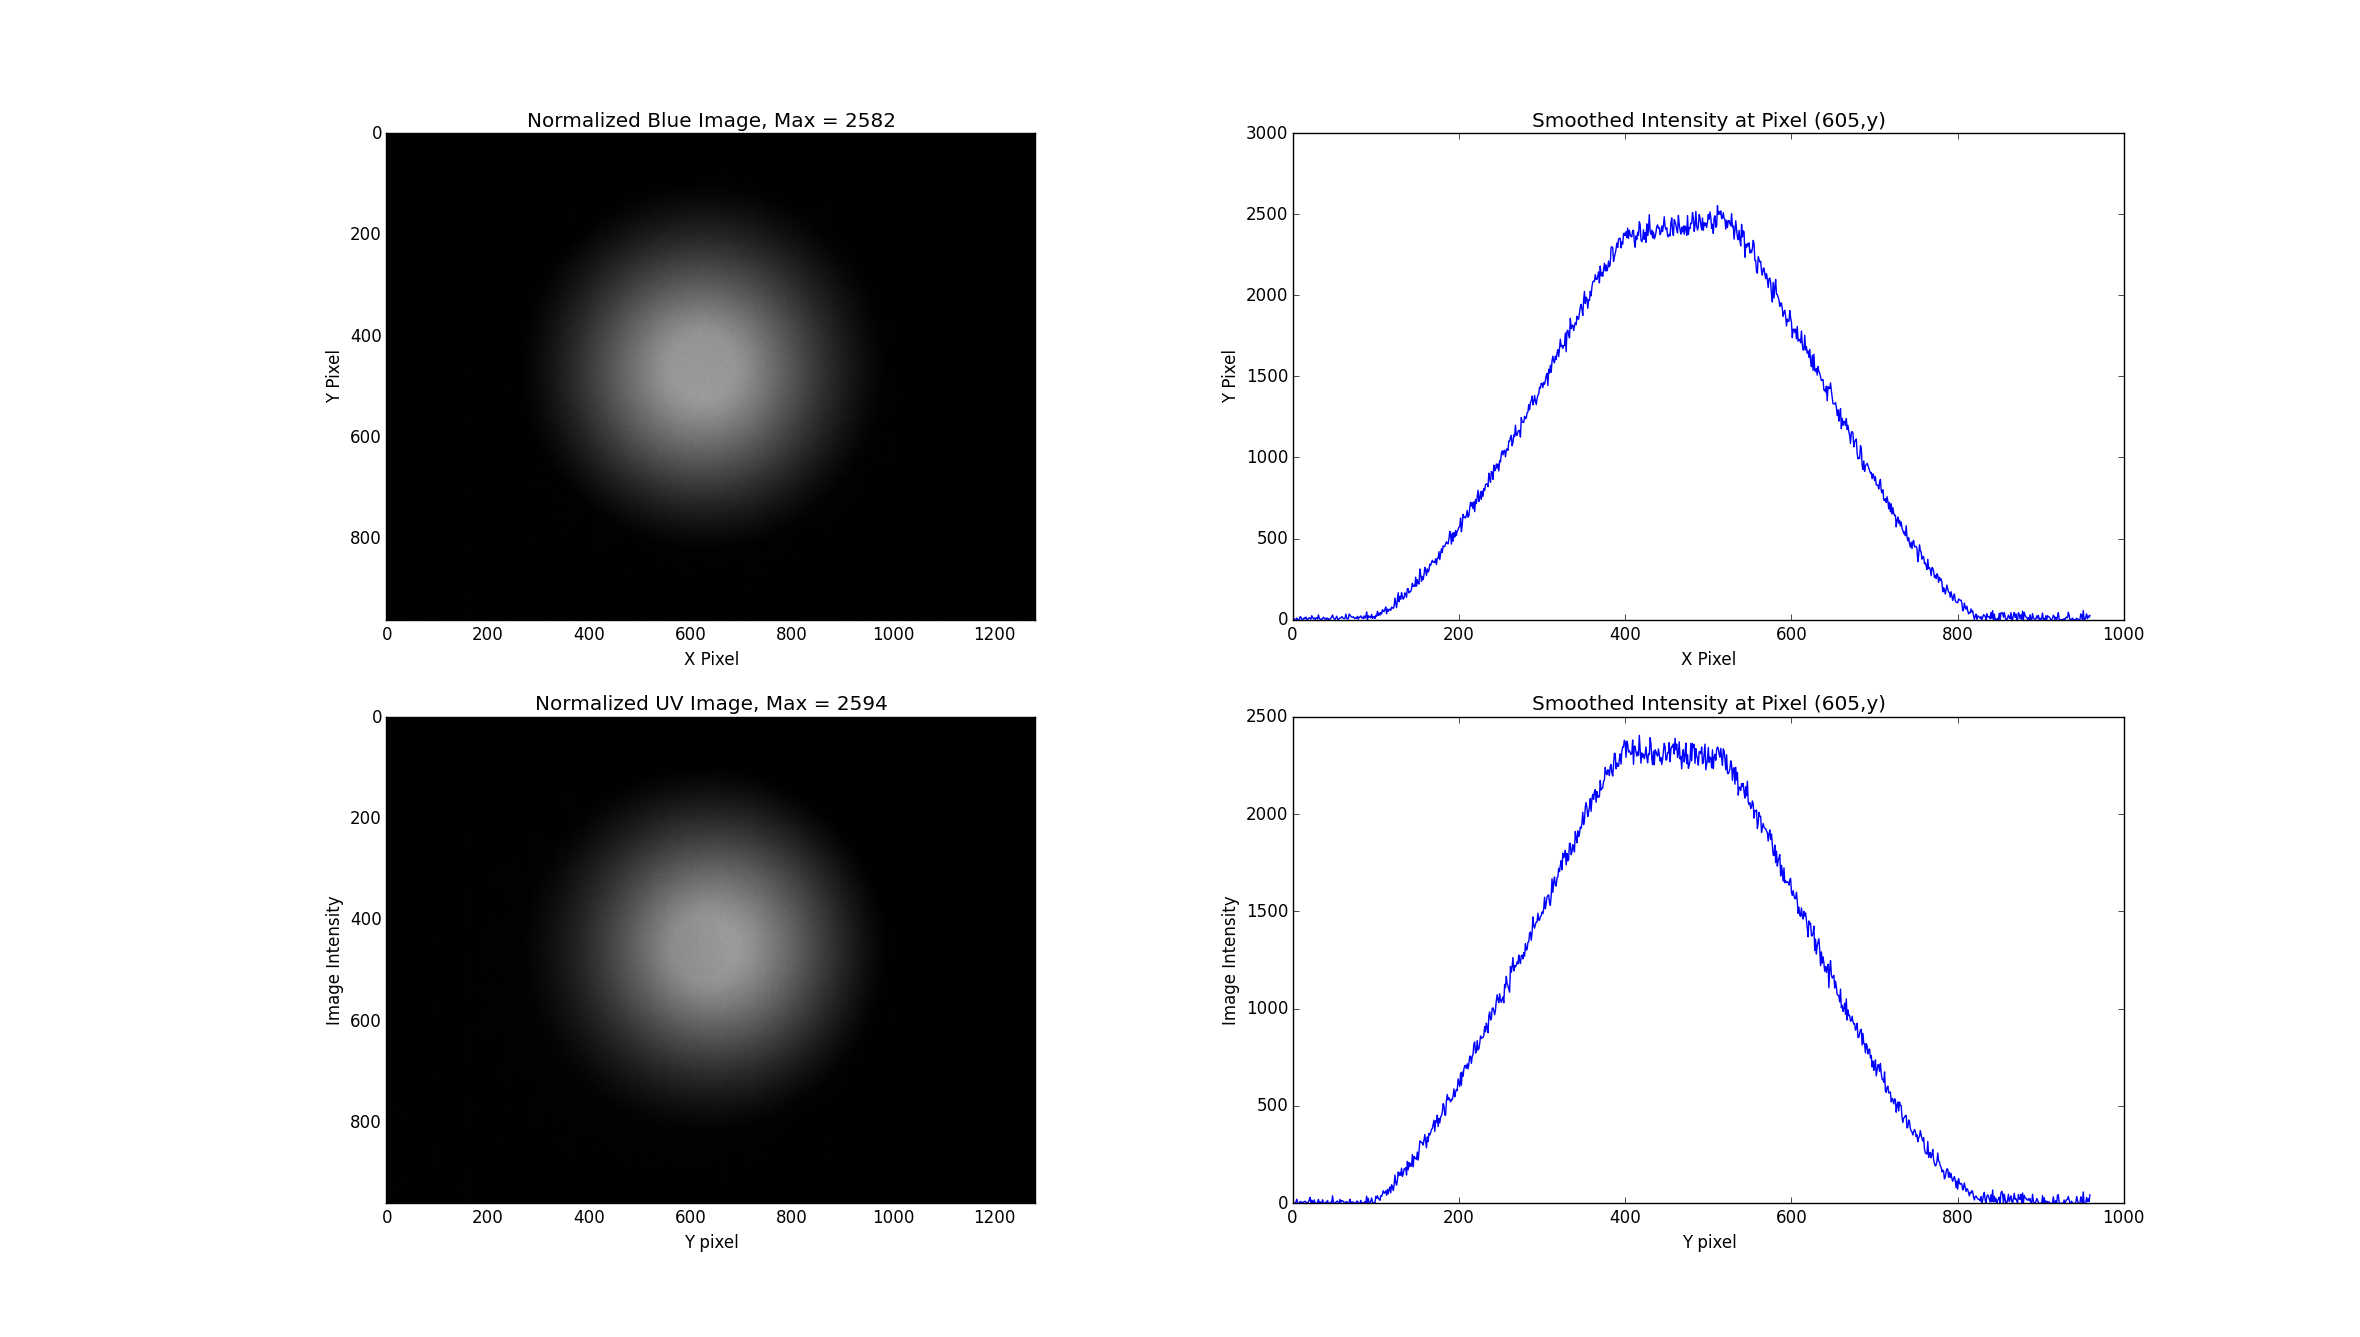 Normalized Blue Image, Max = 2582
0
200
400
600
800
Y Pixel
0 200 400 600 800 1000 1200
X Pixel
Smoothed Intensity at Pixel (605,y)
3000
2500
2000
1500
1000
500
0
Y Pixel
0 200 400 600 800 1000
X Pixel
Normalized UV Image, Max = 2594
0
200
400
600
800
Image Intensity
0 200 400 600 800 1000 1200
Y pixel
Smoothed Intensity at Pixel (605,y)
2500
2000
1500
1000
500
0
Image Intensity
0 200 400 600 800 1000
Y pixel